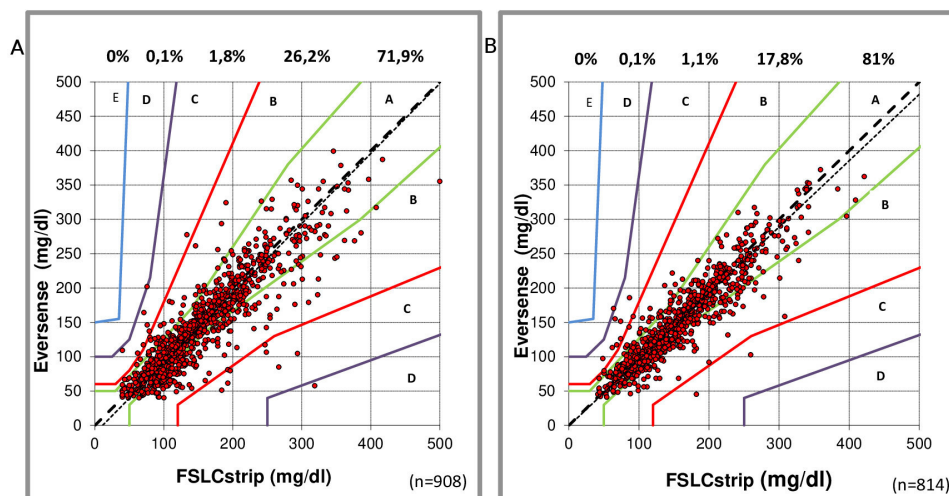 A
0% 0,1% 1,8% 26,2% 71,9%
500
450
400
350
300
250
200
150
100
50
0
E D C B A
B
C
D
0 100 200 300 400 500
Eversense (mg/dl)
FSLCstrip (mg/dl)
(n=908)
B
0% 0,1% 1,1% 17,8% 81%
500
450
400
350
300
250
200
150
100
50
0
E D C B A
B
C
D
0 100 200 300 400 500
Eversense (mg/dl)
FSLCstrip (mg/dl)
(n=814)